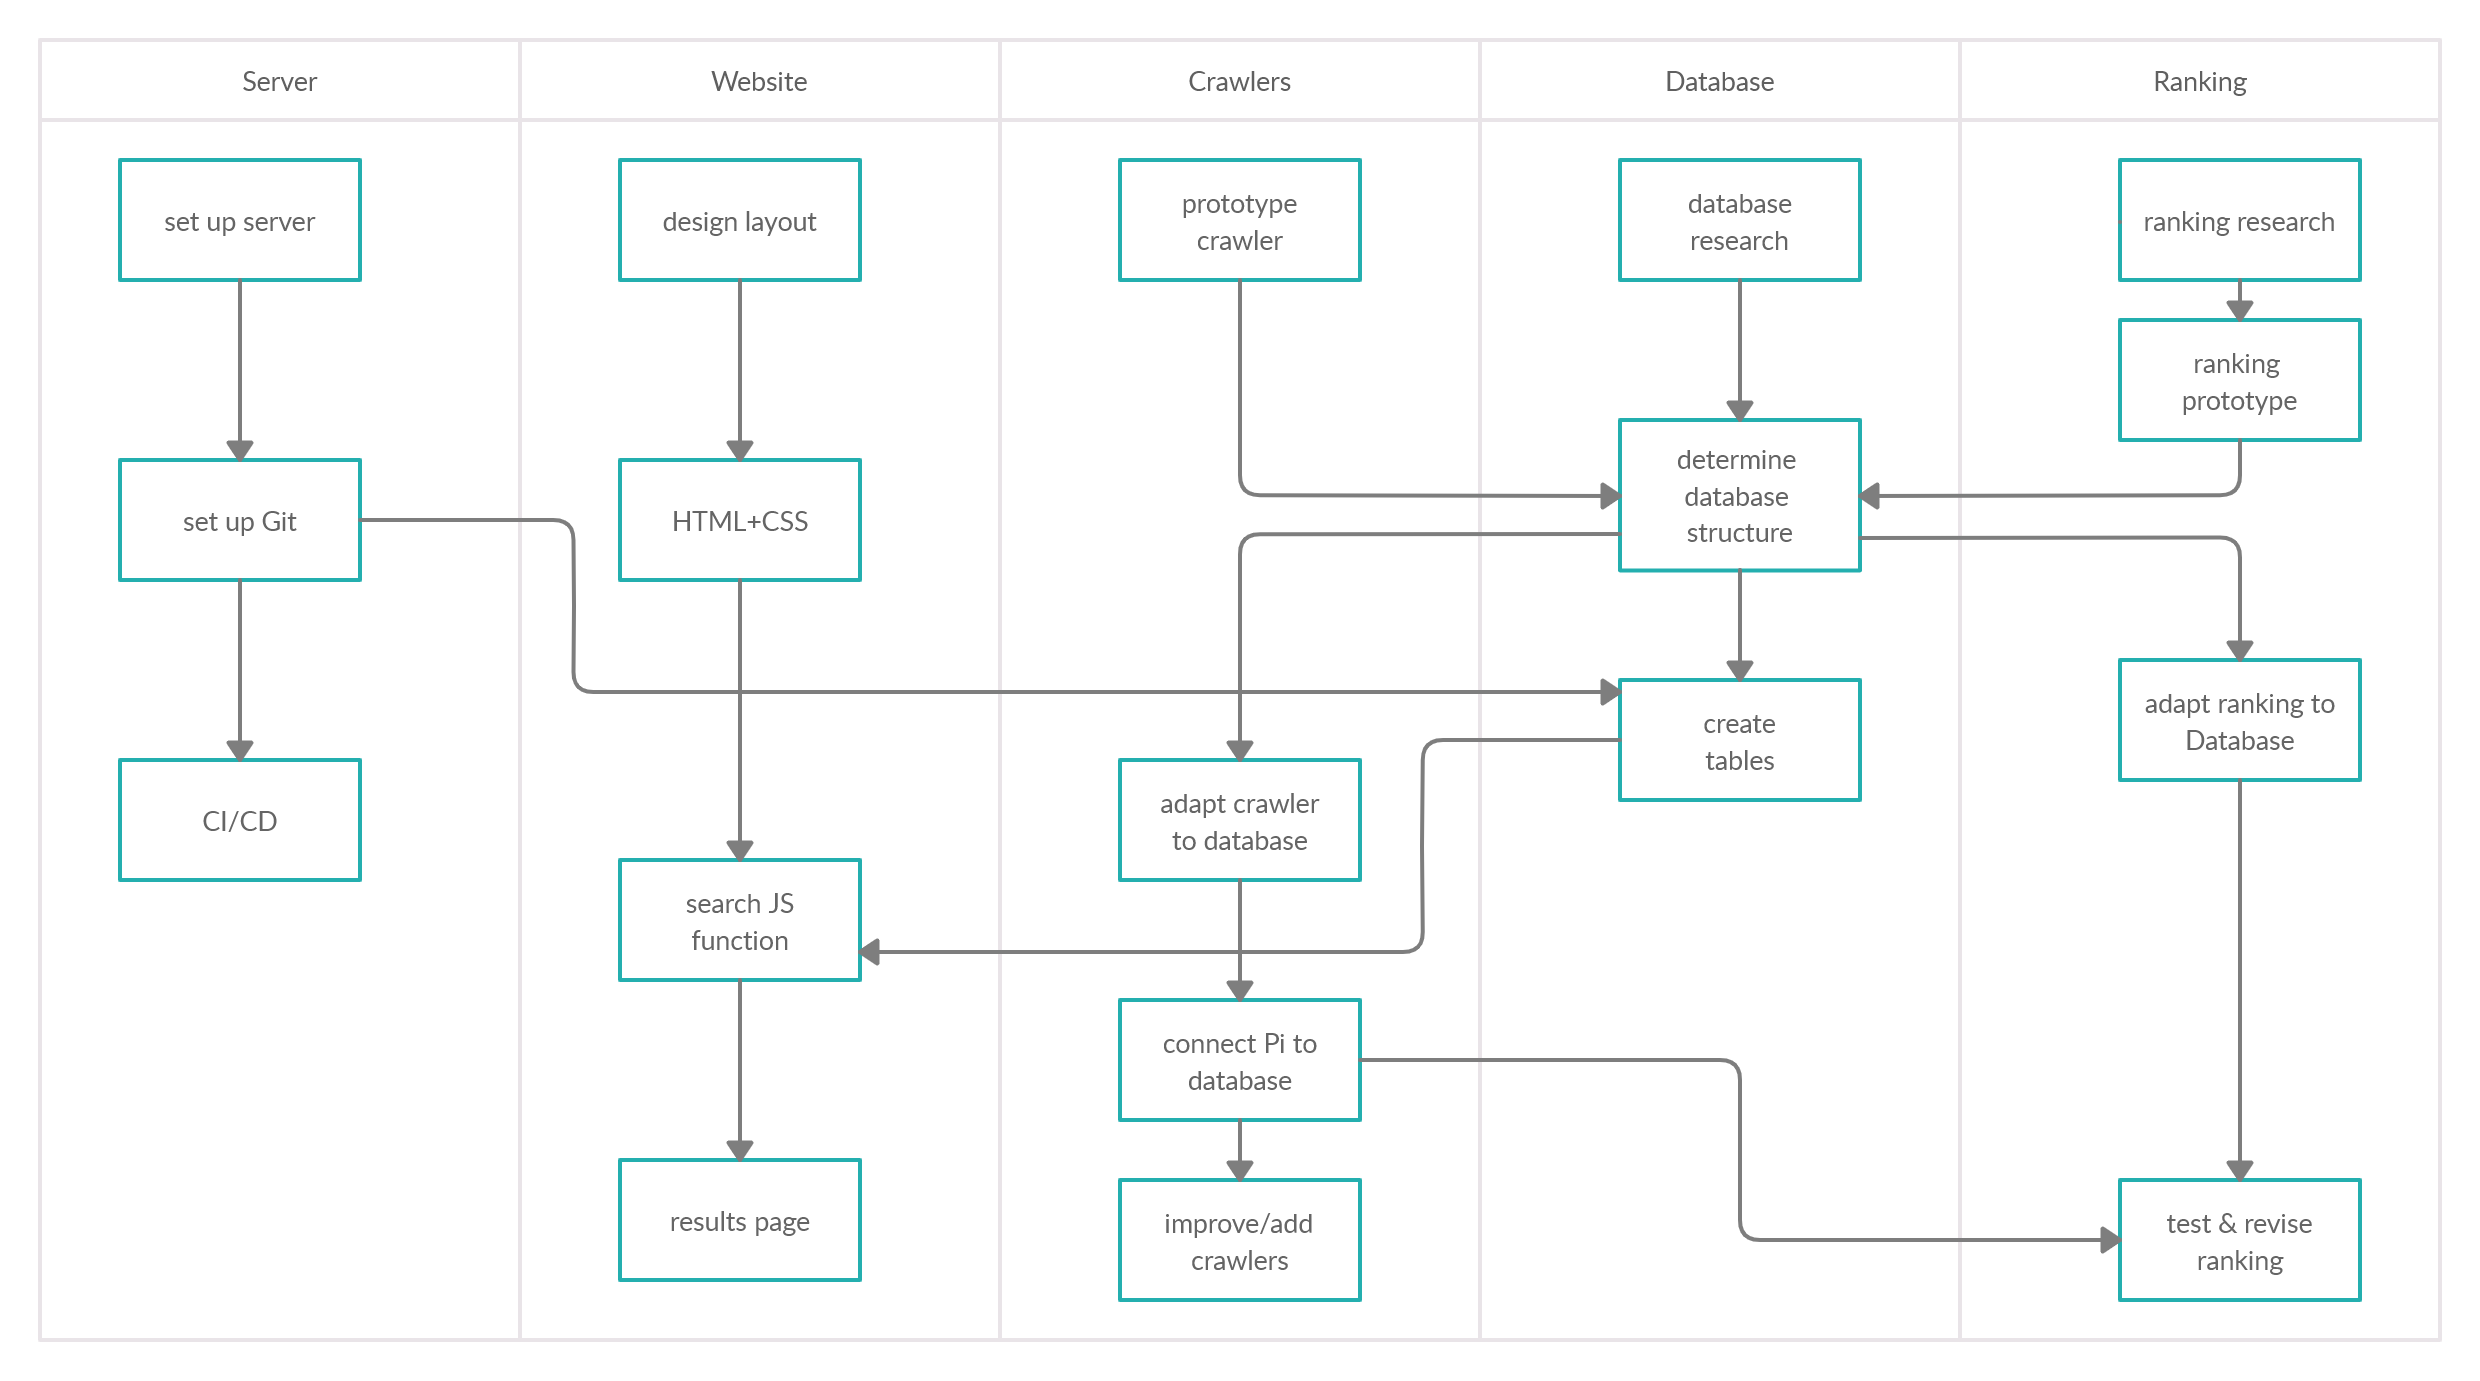 Server
Website
Crawlers
Database
Ranking
set up server
design layout
prototype
crawler
database
research
ranking research
ranking
prototype
set up Git
HTML+CSS
determine
database
structure
CI/CD
search JS
function
adapt crawler
to database
create
tables
adapt ranking to
Database
connect Pi to
database
results page
improve/add
crawlers
test & revise
ranking